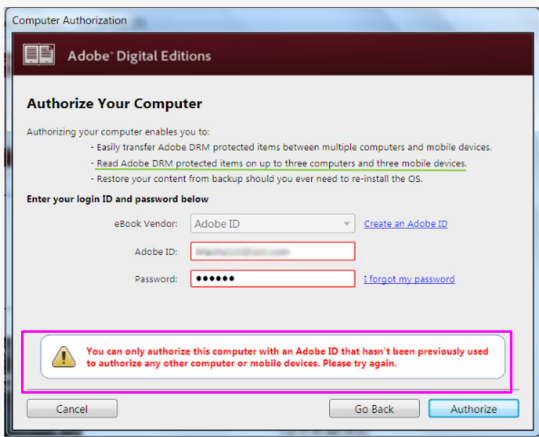 Computer Authorization
Adobe® Digital Editions
Authorize Your Computer
Authorizing your computer enables you to:
- Easily transfer Adobe DRM protected items between multiple computers and mobile devices.
- Read Adobe DRM protected items on up to three computers and three mobile devices.
- Restore your content from backup should you ever need to re-install the OS.
Enter your login ID and password below
eBook Vendor: Adobe ID Create an Adobe ID
Adobe ID:
Password: I forgot my password
You can only authorize this computer with an Adobe ID that hasn't been previously used
to authorize any other computer or mobile devices. Please try again.
Cancel Go Back Authorize